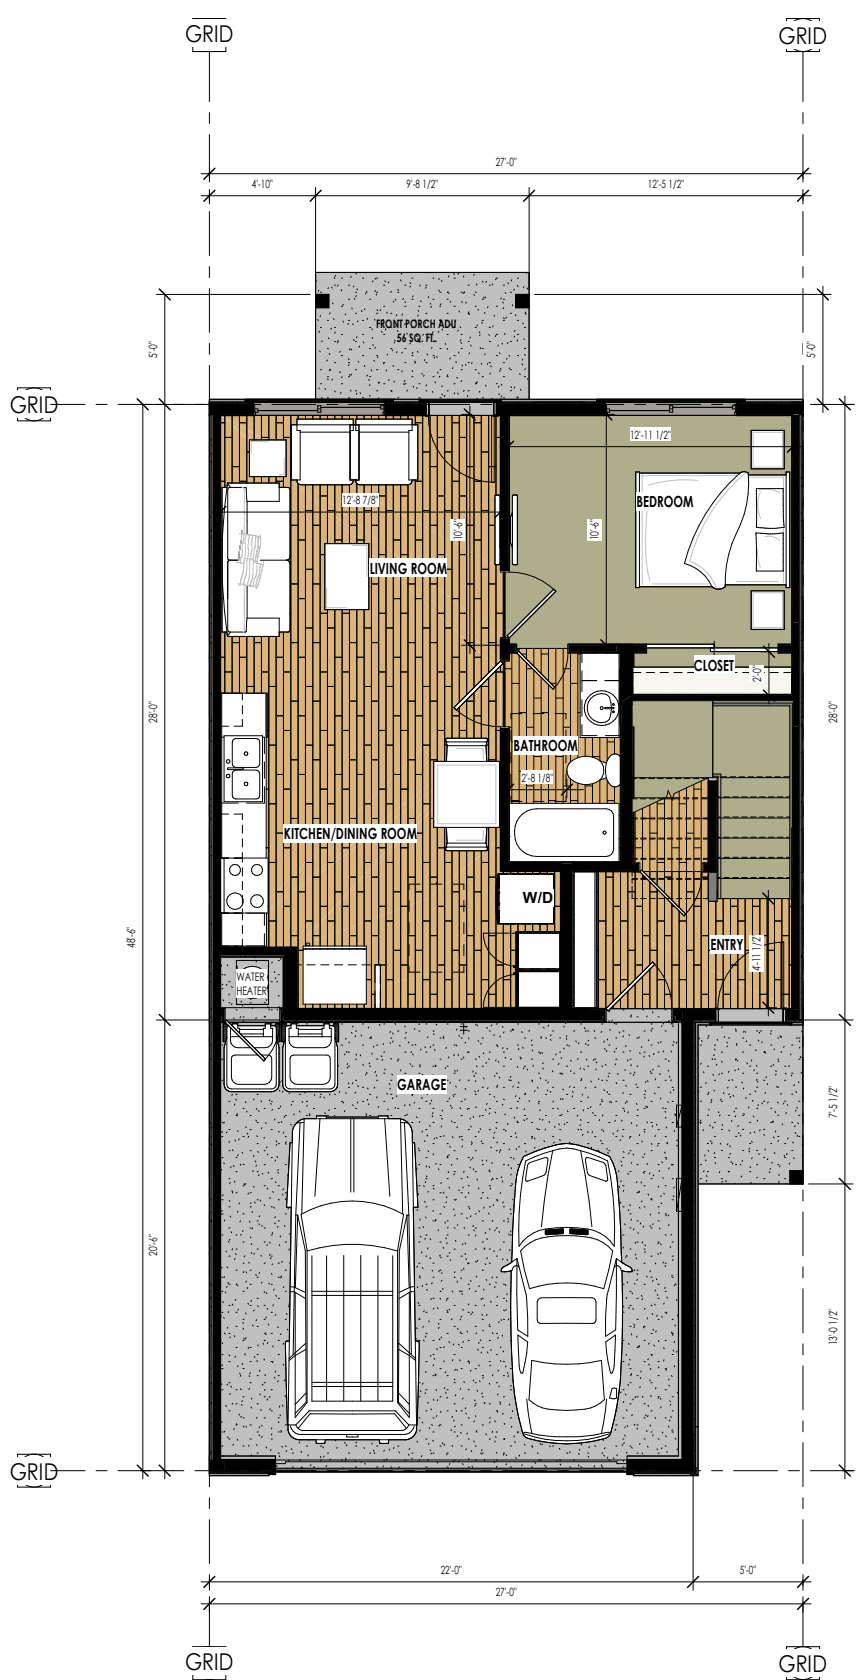 GRID
GRID
27'-0"
4'-10"
9'-8 1/2"
12'-5 1/2"
FRONT PORCH ADU
56 SQ. FT.
5'-0"
5'-0"
GRID
12'-11 1/2"
12'-8 7/8"
BEDROOM
10'-6"
10'-6"
LIVING ROOM
CLOSET
2'-0"
28'-0"
28'-0"
BATHROOM
2'-8 1/8"
KITCHEN/DINING ROOM
W/D
48'-6"
ENTRY
4'-11 1/2"
WATER
HEATER
GARAGE
7'-5 1/2"
20'-6"
13'-0 1/2"
GRID
22'-0"
5'-0"
27'-0"
GRID
GRID